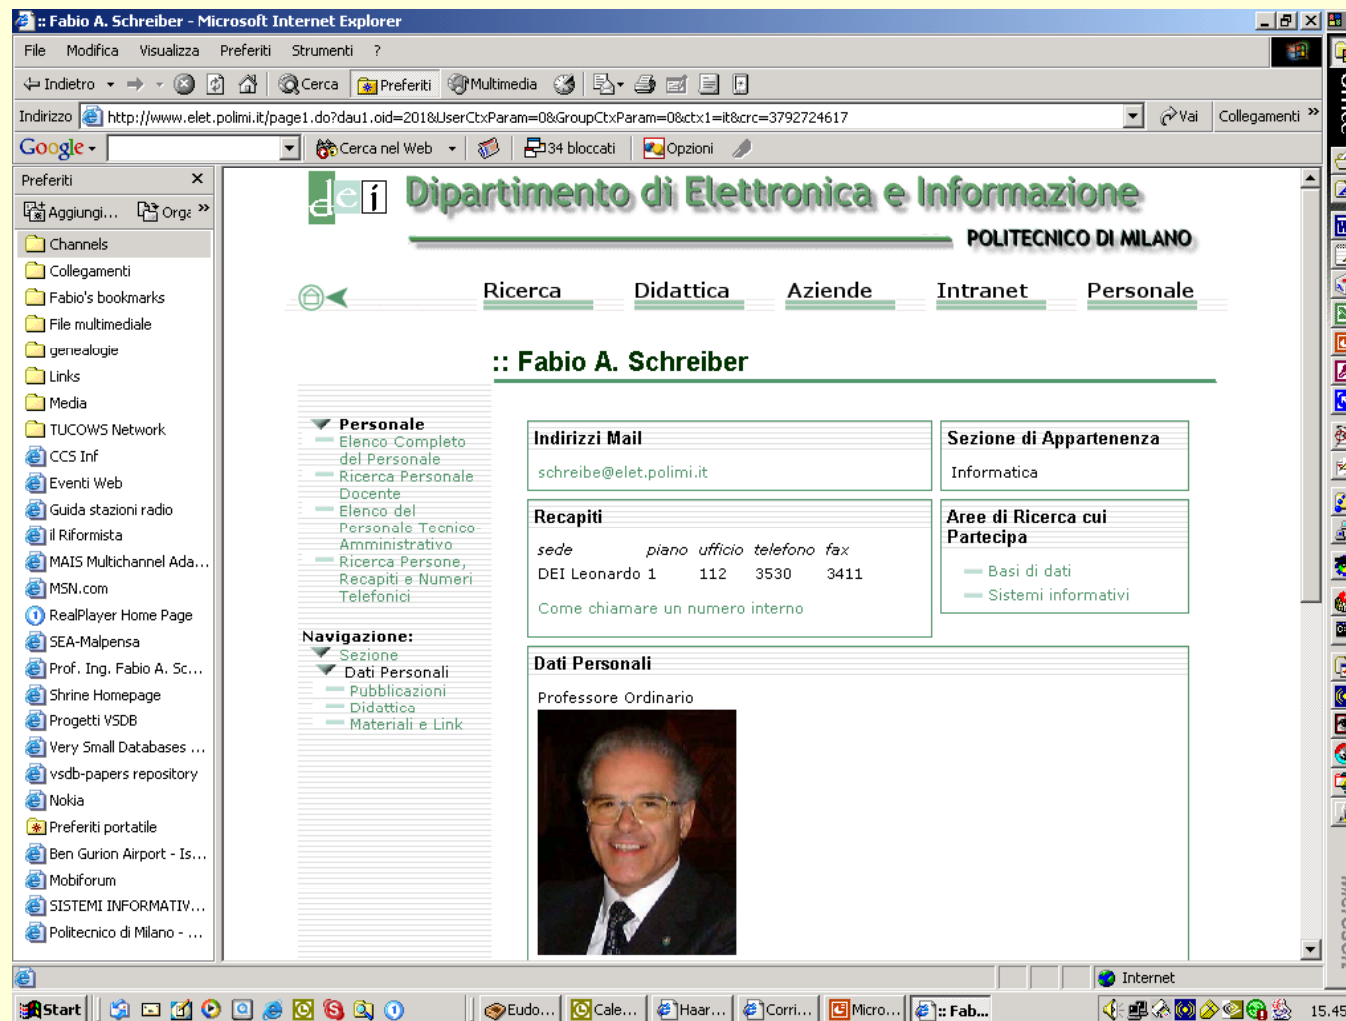 :: Fabio A. Schreiber - Microsoft Internet Explorer
File Modifica Visualizza Preferiti Strumenti ?
Indietro Cerca Preferiti Multimedia
Indirizzo http://www.elet.polimi.it/page1.do?dau1.oid=201&UserCtxParam=0&GroupCtxParam=0&ctx1=it&crc=3792724617 Vai Collegamenti »
Google Cerca nel Web 34 bloccati Opzioni
Preferiti x
Aggiungi... Orga »
Channels
Collegamenti
Fabio's bookmarks
File multimediale
genealogie
Links
Media
TUCOWS Network
CCS Inf
Eventi Web
Guida stazioni radio
il Riformista
MAIS Multichannel Ada...
MSN.com
RealPlayer Home Page
SEA-Malpensa
Prof. Ing. Fabio A. Sc...
Shrine Homepage
Progetti VSDB
Very Small Databases ...
vsdb-papers repository
Nokia
Preferiti portatile
Ben Gurion Airport - Is...
Mobiforum
SISTEMI INFORMATIV...
Politecnico di Milano - ...
dei Dipartimento di Elettronica e Informazione
POLITECNICO DI MILANO
Ricerca Didattica Aziende Intranet Personale
:: Fabio A. Schreiber
Personale
Elenco Completo
del Personale
Ricerca Personale
Docente
Elenco del
Personale Tecnico-
Amministrativo
Ricerca Persone,
Recapiti e Numeri
Telefonici
Navigazione:
Sezione
Dati Personali
Pubblicazioni
Didattica
Materiali e Link
Indirizzi Mail
schreibe@elet.polimi.it
Sezione di Appartenenza
Informatica
Recapiti
sede piano ufficio telefono fax
DEI Leonardo 1 112 3530 3411
Come chiamare un numero interno
Aree di Ricerca cui
Partecipa
Basi di dati
Sistemi informativi
Dati Personali
Professore Ordinario
Internet
Start Eudo... Cale... Haar... Corri... Micro... :: Fab... 15.45